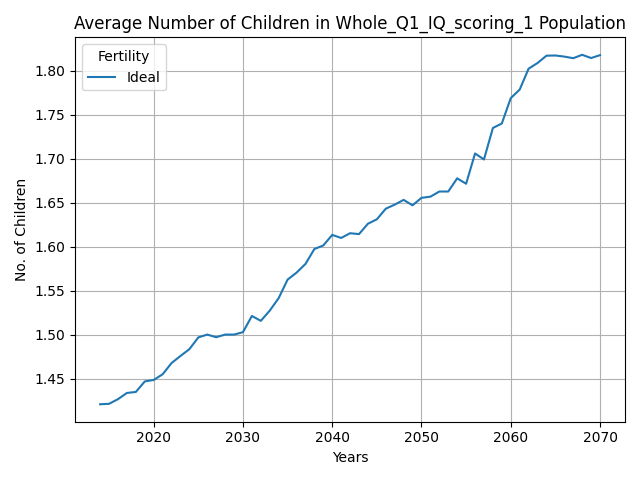 Average Number of Children in Whole_Q1_IQ_scoring_1 Population
Fertility
Ideal
No. of Children
1.80
1.75
1.70
1.65
1.60
1.55
1.50
1.45
2020 2030 2040 2050 2060 2070
Years